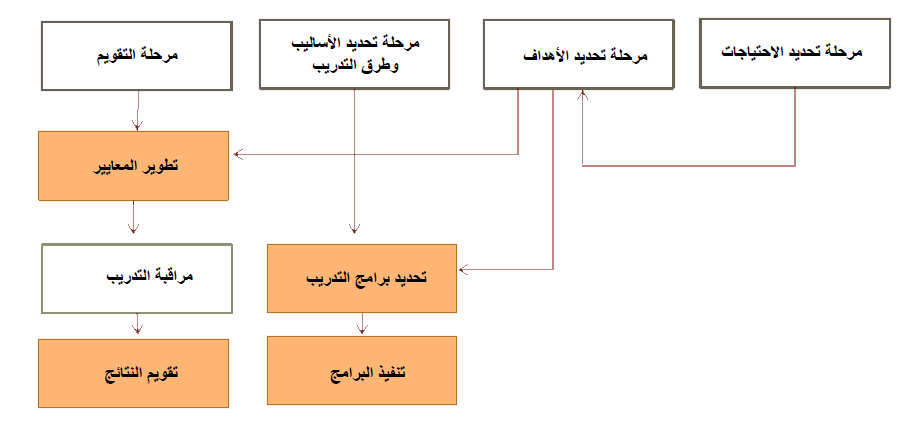 مرحلة تحديد الاحتياجات
مرحلة تحديد الأهداف
مرحلة تحديد الأساليب
وطرق التدريب
مرحلة التقويم
تطوير المعايير
تحديد برامج التدريب
مراقبة التدريب
تنفيذ البرامج
تقويم النتائج